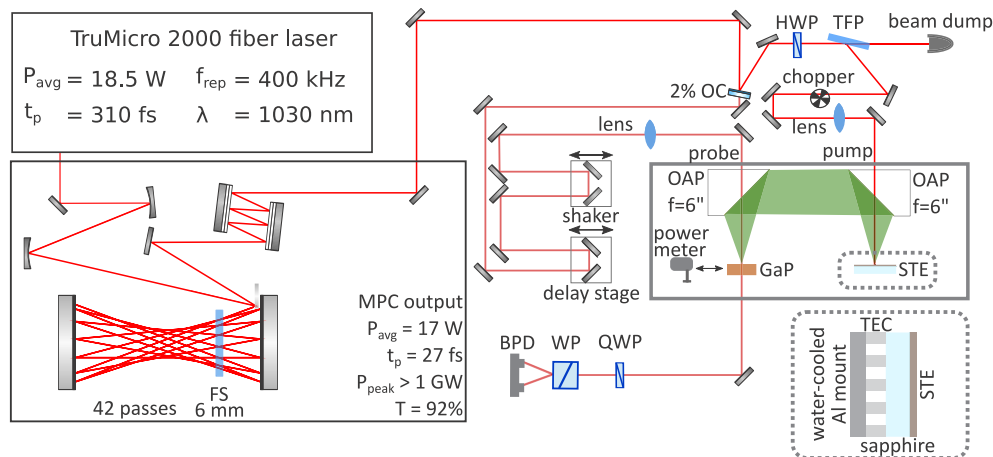 TruMicro 2000 fiber laser
Pavg = 18.5 W frep = 400 kHz
tp = 310 fs λ = 1030 nm
HWP TFP beam dump
2% OC
chopper
lens
lens
probe pump
OAP
f=6"
OAP
f=6"
shaker
power
meter
GaP
STE
delay stage
MPC output
Pavg = 17 W
tp = 27 fs
Ppeak > 1 GW
T = 92%
FS
6 mm
42 passes
BPD WP QWP
TEC
water-cooled
Al mount
STE
sapphire